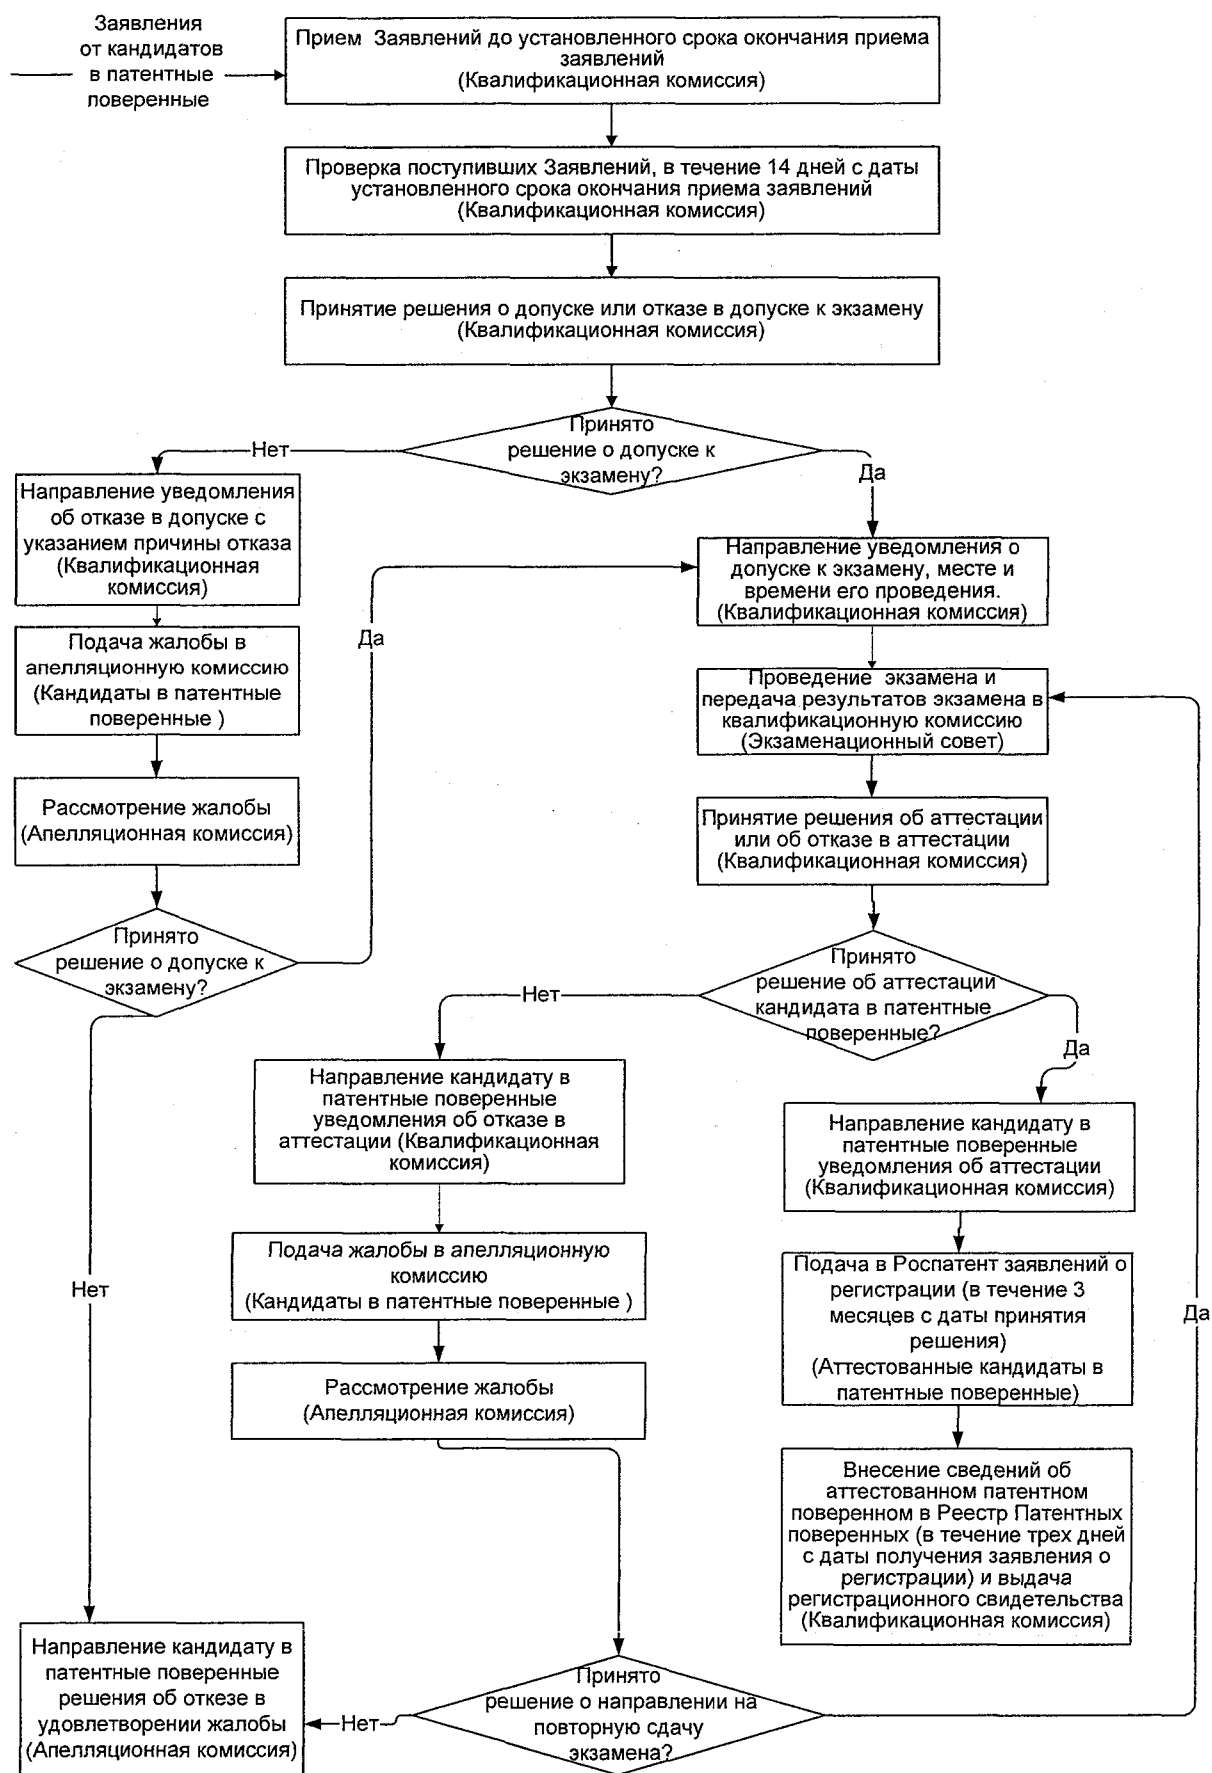 Заявления
от кандидатов
в патентные
поверенные
Прием Заявлений до установленного срока окончания приема
заявлений
(Квалификационная комиссия)
Проверка поступивших Заявлений, в течение 14 дней с даты
установленного срока окончания приема заявлений
(Квалификационная комиссия)
Принятие решения о допуске или отказе в допуске к экзамену
(Квалификационная комиссия)
Принято
решение о допуске к
экзамену?
Нет
Да
Направление уведомления
об отказе в допуске с
указанием причины отказа
(Квалификационная
комиссия)
Направление уведомления о
допуске к экзамену, месте и
времени его проведения.
(Квалификационная комиссия)
Подача жалобы в
апелляционную комиссию
(Кандидаты в патентные
поверенные )
Да
Проведение экзамена и
передача результатов экзамена в
квалификационную комиссию
(Экзаменационный совет)
Рассмотрение жалобы
(Апелляционная комиссия)
Принятие решения об аттестации
или об отказе в аттестации
(Квалификационная комиссия)
Принято
решение о допуске к
экзамену?
Принято
решение об аттестации
кандидата в патентные
поверенные?
Нет
Да
Направление кандидату в
патентные поверенные
уведомления об отказе в
аттестации (Квалификационная
комиссия)
Направление кандидату в
патентные поверенные
уведомления об аттестации
(Квалификационная комиссия)
Подача жалобы в апелляционную
комиссию
(Кандидаты в патентные поверенные )
Нет
Подача в Роспатент заявлений о
регистрации (в течение 3
месяцев с даты принятия
решения)
(Аттестованные кандидаты в
патентные поверенные)
Да
Рассмотрение жалобы
(Апелляционная комиссия)
Внесение сведений об
аттестованном патентном
поверенном в Реестр Патентных
поверенных (в течение трех дней
с даты получения заявления о
регистрации) и выдача
регистрационного свидетельства
(Квалификационная комиссия)
Направление кандидату в
патентные поверенные
решения об откезе в
удовлетворении жалобы
(Апелляционная комиссия)
Нет
Принято
решение о направлении на
повторную сдачу
экзамена?